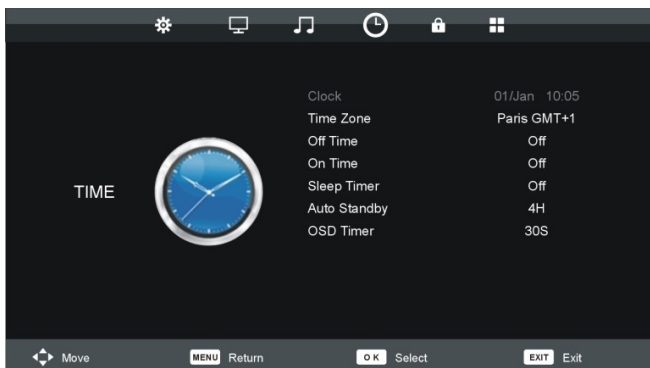 Clock 01/Jan 10:05
Time Zone Paris GMT+1
Off Time Off
On Time Off
TIME
Sleep Timer Off
Auto Standby 4H
OSD Timer 30S
Move MENU Return OK Select EXIT Exit